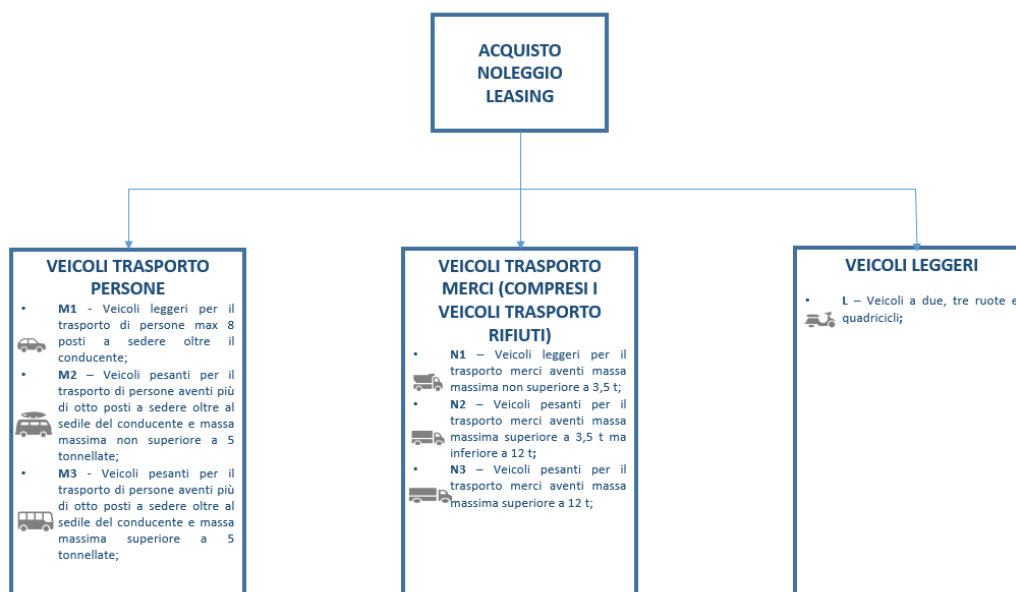 ACQUISTO
NOLEGGIO
LEASING
VEICOLI TRASPORTO
PERSONE
• M1 - Veicoli leggeri per il
trasporto di persone max 8
posti a sedere oltre il
conducente;
• M2 – Veicoli pesanti per il
trasporto di persone aventi più
di otto posti a sedere oltre al
sedile del conducente e massa
massima non superiore a 5
tonnellate;
• M3 - Veicoli pesanti per il
trasporto di persone aventi più
di otto posti a sedere oltre al
sedile del conducente e massa
massima superiore a 5
tonnellate;
VEICOLI TRASPORTO
MERCI (COMPRESI I
VEICOLI TRASPORTO
RIFIUTI)
• N1 – Veicoli leggeri per il
trasporto merci aventi massa
massima non superiore a 3,5 t;
• N2 – Veicoli pesanti per il
trasporto merci aventi massa
massima superiore a 3,5 t ma
inferiore a 12 t;
• N3 – Veicoli pesanti per il
trasporto merci aventi massa
massima superiore a 12 t;
VEICOLI LEGGERI
• L – Veicoli a due, tre ruote e
quadricicli;